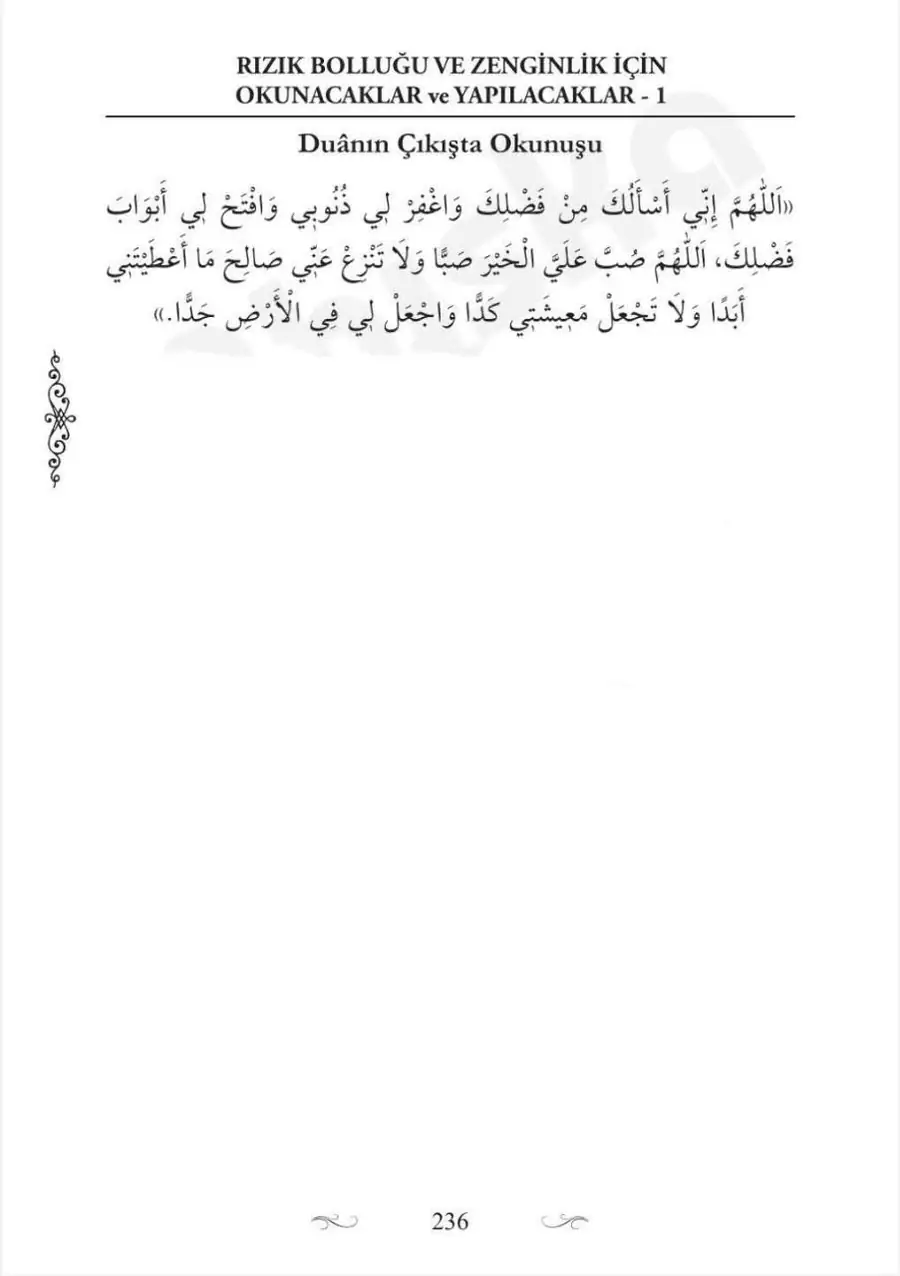 RIZIK BOLLUĞU VE ZENGİNLİK İÇİN
OKUNACAKLAR ve YAPILACAKLAR - 1
Duânın Çıkışta Okunuşu
«اَللّٰهُمَّ إِنِّي أَسْأَلُكَ مِنْ فَضْلِكَ وَاغْفِرْ لِي ذُنُوبِي وَافْتَحْ لِي أَبْوَابَ
فَضْلِكَ، اَللّٰهُمَّ صُبَّ عَلَيَّ الْخَيْرَ صَبًّا وَلَا تَنْزِعْ عَنِّي صَالِحَ مَا أَعْطَيْتَنِي
أَبَدًا وَلَا تَجْعَلْ مَعِيشَتِي كَدًّا وَاجْعَلْ لِي فِي الْأَرْضِ جَدًّا.»
236